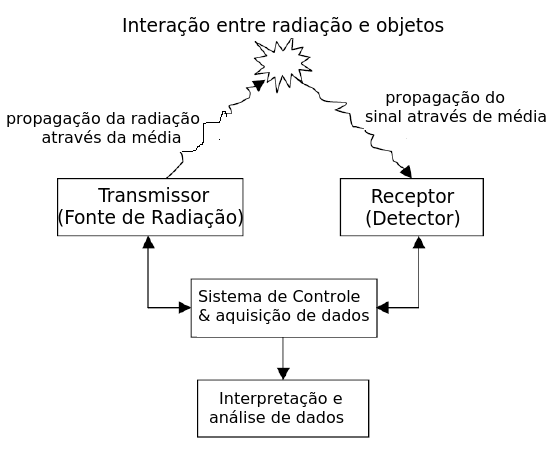 Interação entre radiação e objetos
propagação da radiação
através da média
propagação do
sinal através de média
Transmissor
(Fonte de Radiação)
Receptor
(Detector)
Sistema de Controle
& aquisição de dados
Interpretação e
análise de dados